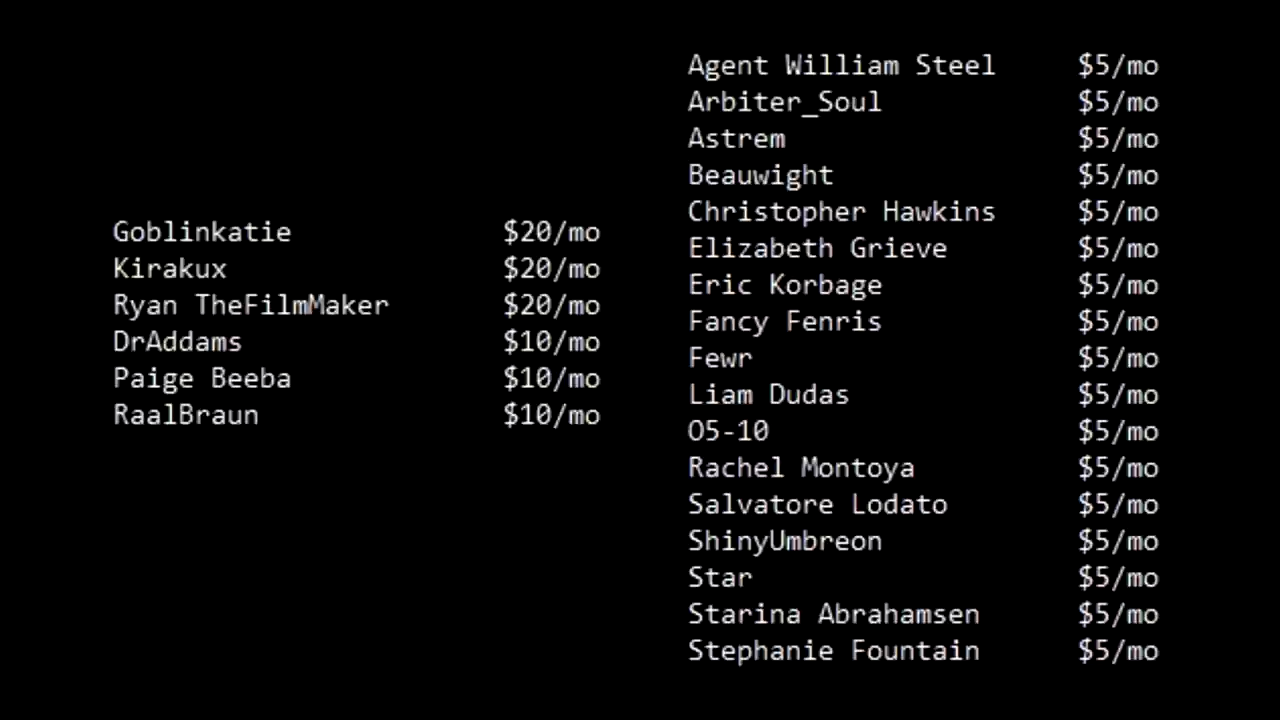 Goblinkatie $20/mo
Kirakux $20/mo
Ryan TheFilmMaker $20/mo
DrAddams $10/mo
Paige Beeba $10/mo
RaalBraun $10/mo
Agent William Steel $5/mo
Arbiter_Soul $5/mo
Astrem $5/mo
Beauwight $5/mo
Christopher Hawkins $5/mo
Elizabeth Grieve $5/mo
Eric Korbage $5/mo
Fancy Fenris $5/mo
Fewr $5/mo
Liam Dudas $5/mo
O5-10 $5/mo
Rachel Montoya $5/mo
Salvatore Lodato $5/mo
ShinyUmbreon $5/mo
Star $5/mo
Starina Abrahamsen $5/mo
Stephanie Fountain $5/mo